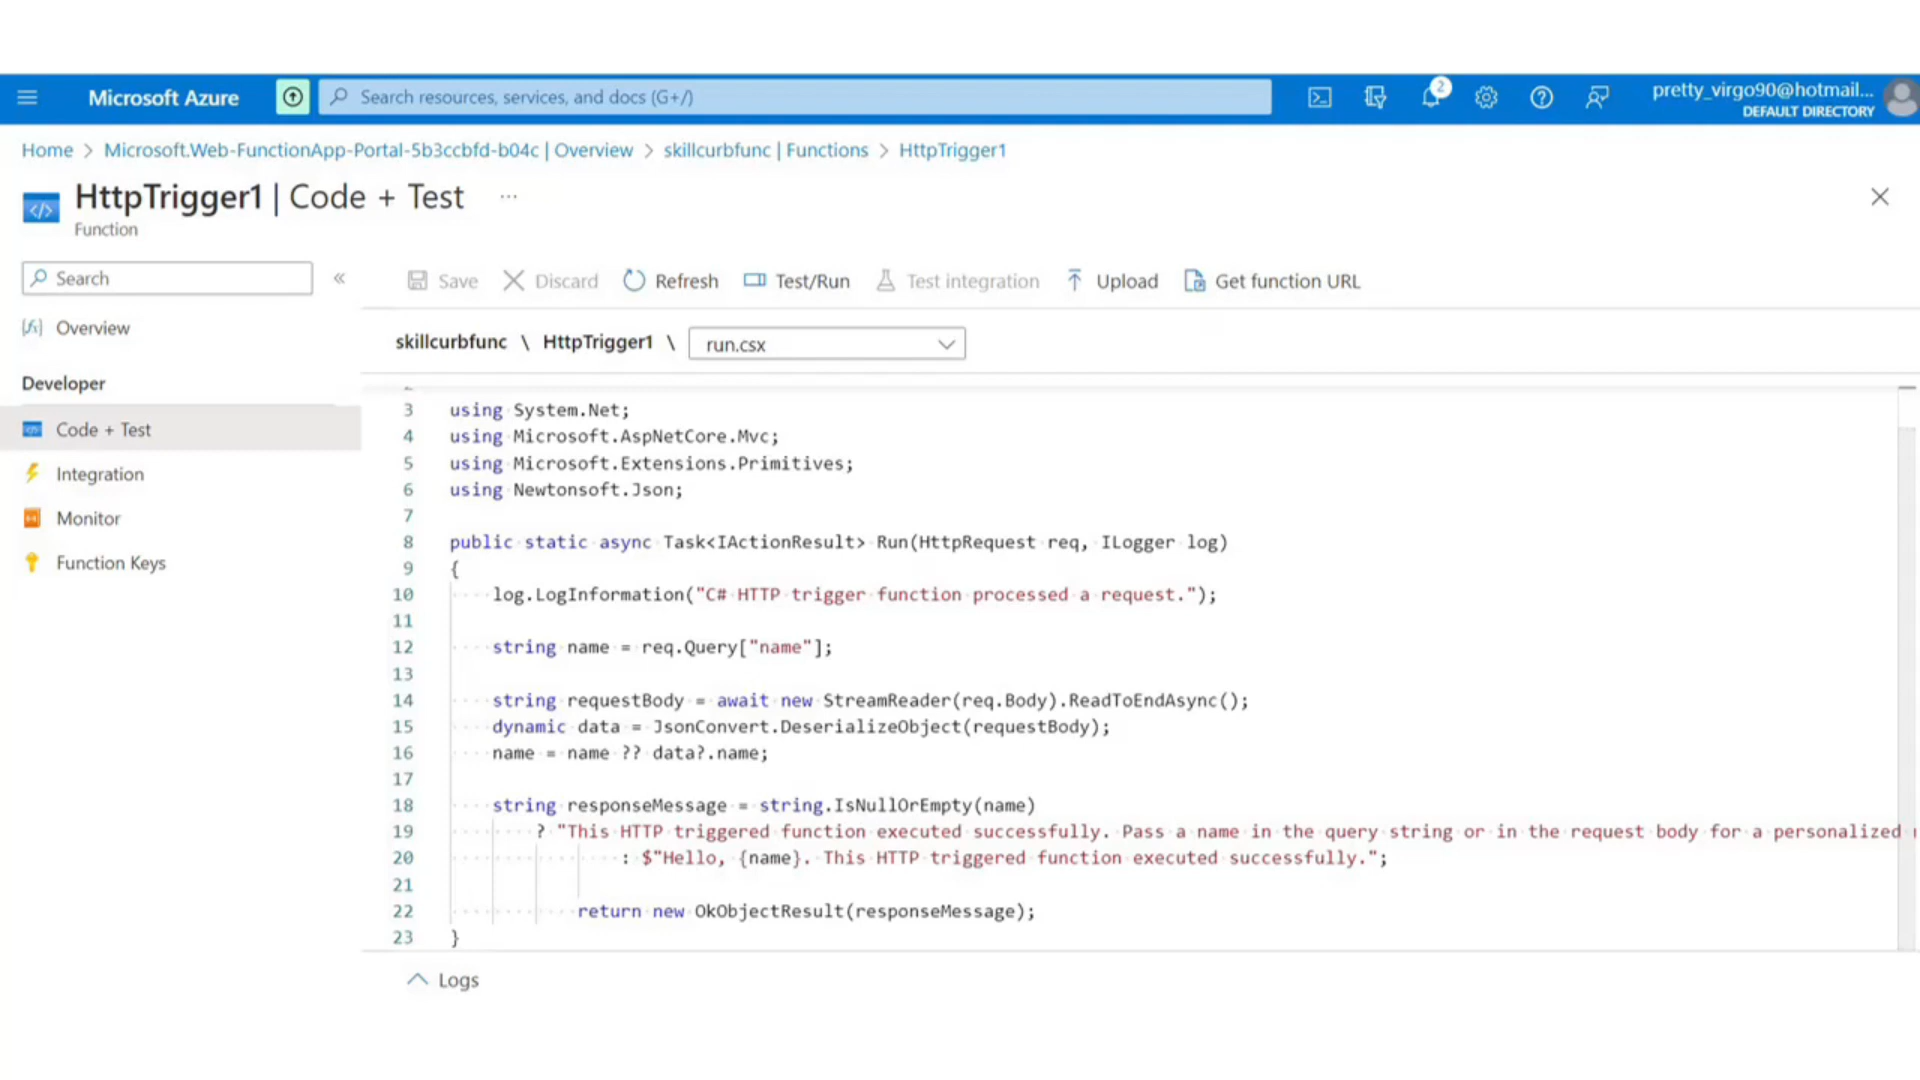 Microsoft Azure
Search resources, services, and docs (G+/)
2
pretty_virgo90@hotmail...
DEFAULT DIRECTORY
Home > Microsoft.Web-FunctionApp-Portal-5b3ccbfd-b04c | Overview > skillcurbfunc | Functions > HttpTrigger1
HttpTrigger1 | Code + Test ...
Function
Search
«
Save
Discard
Refresh
Test/Run
Test integration
Upload
Get function URL
Overview
Developer
Code + Test
Integration
Monitor
Function Keys
skillcurbfunc \ HttpTrigger1 \ run.csx
3 using System.Net;
4 using Microsoft.AspNetCore.Mvc;
5 using Microsoft.Extensions.Primitives;
6 using Newtonsoft.Json;
7
8 public static async Task<IActionResult> Run(HttpRequest req, ILogger log)
9 {
10 log.LogInformation("C# HTTP trigger function processed a request.");
11
12 string name = req.Query["name"];
13
14 string requestBody = await new StreamReader(req.Body).ReadToEndAsync();
15 dynamic data = JsonConvert.DeserializeObject(requestBody);
16 name = name ?? data?.name;
17
18 string responseMessage = string.IsNullOrEmpty(name)
19 ? "This HTTP triggered function executed successfully. Pass a name in the query string or in the request body for a personalized
20 : $"Hello, {name}. This HTTP triggered function executed successfully.";
21
22 return new OkObjectResult(responseMessage);
23 }
Logs